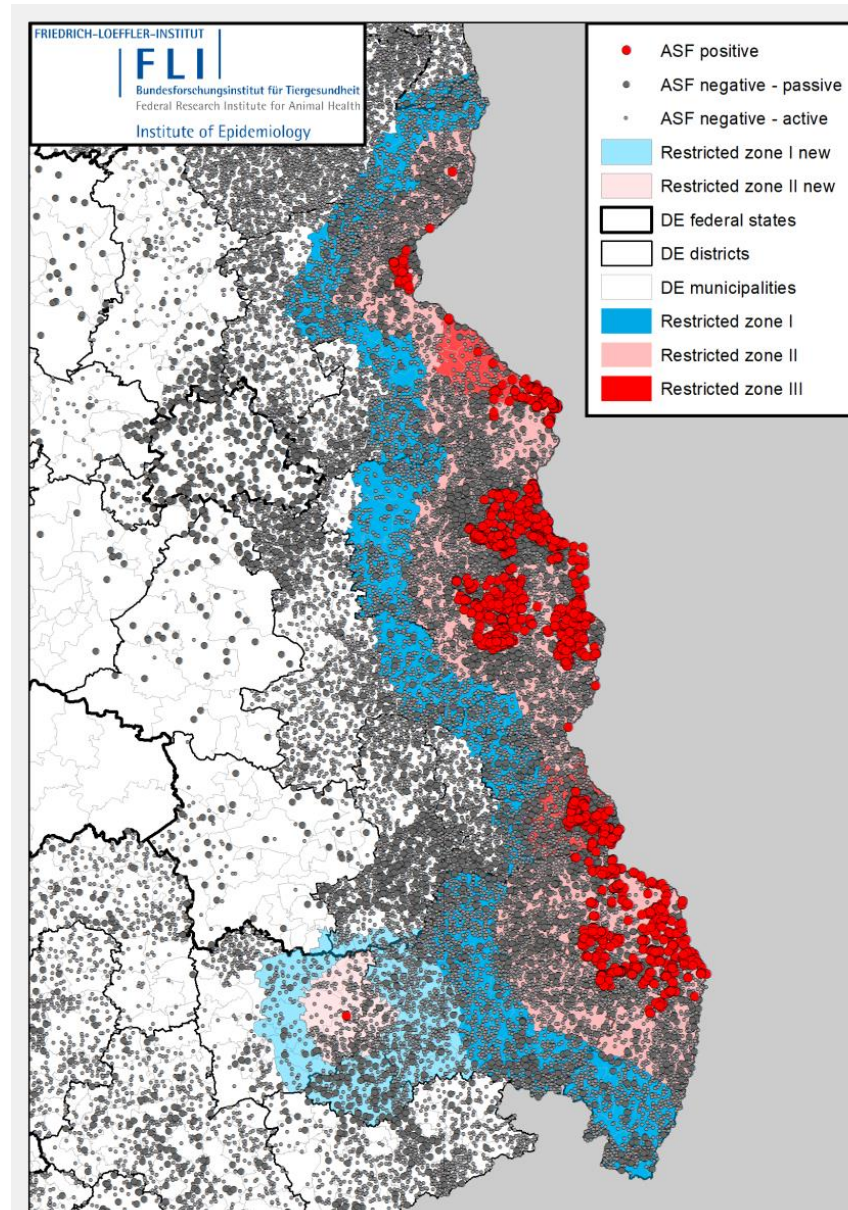 FRIEDRICH-LOEFFLER-INSTITUT
FLI
Bundesforschungsinstitut für Tiergesundheit
Federal Research Institute for Animal Health
Institute of Epidemiology
ASF positive
ASF negative - passive
ASF negative - active
Restricted zone I new
Restricted zone II new
DE federal states
DE districts
DE municipalities
Restricted zone I
Restricted zone II
Restricted zone III